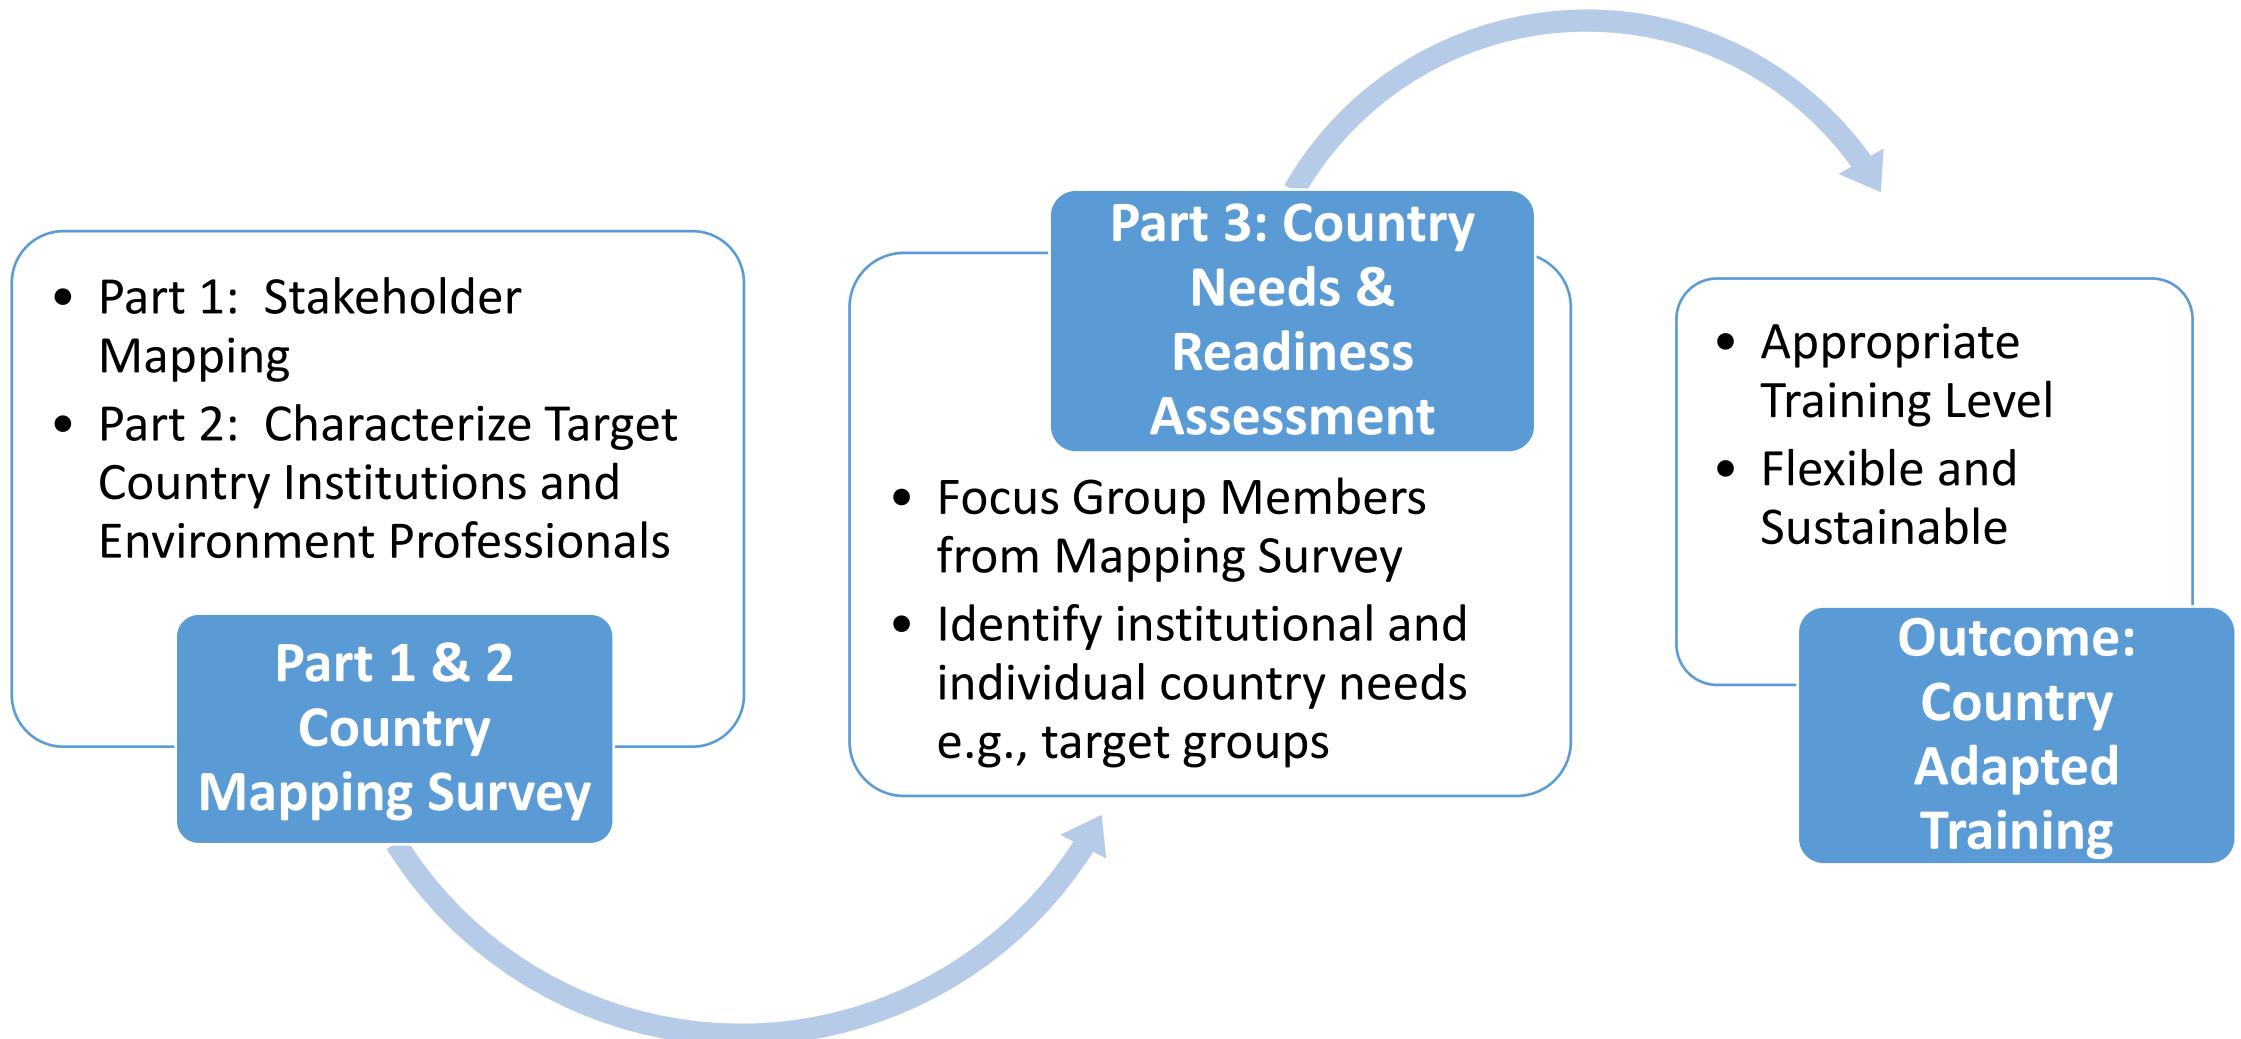 • Part 1:  Stakeholder
Mapping
• Part 2:  Characterize Target
Country Institutions and
Environment Professionals
Part 1 & 2
Country
Mapping Survey
Part 3: Country
Needs &
Readiness
Assessment
• Focus Group Members
from Mapping Survey
• Identify institutional and
individual country needs
e.g., target groups
• Appropriate
Training Level
• Flexible and
Sustainable
Outcome:
Country
Adapted
Training